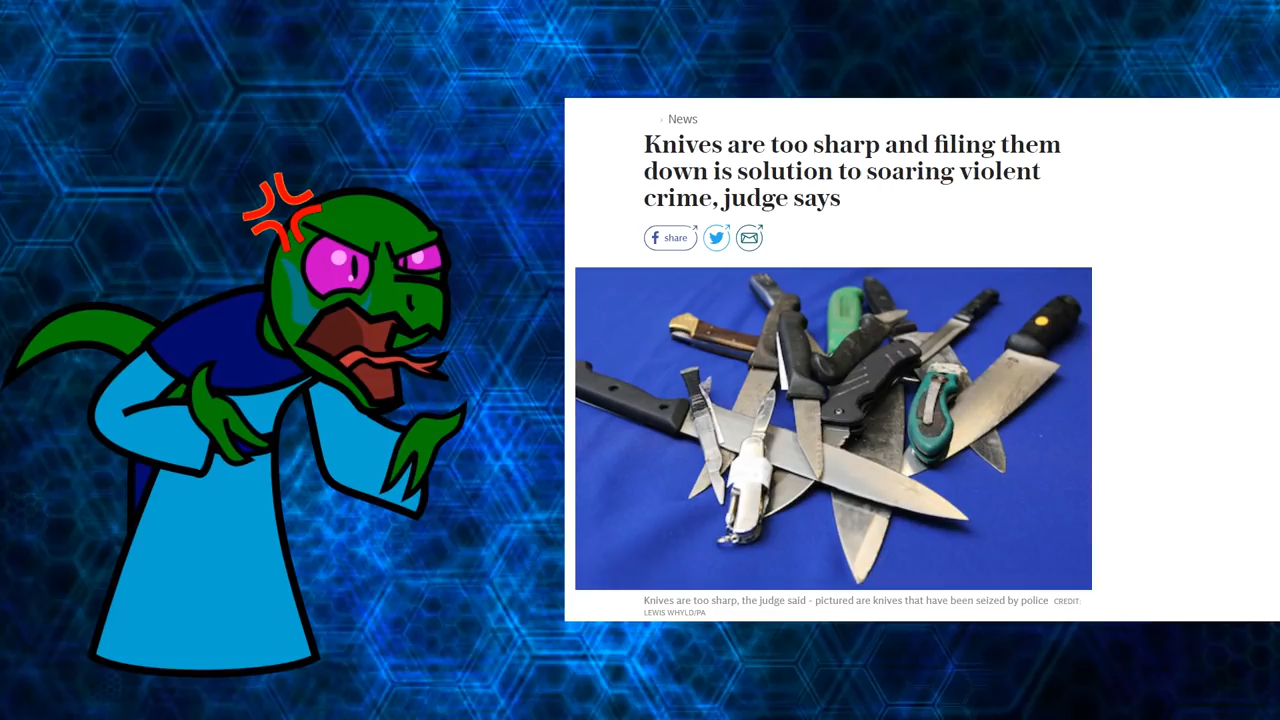 › News
Knives are too sharp and filing them
down is solution to soaring violent
crime, judge says
share
Knives are too sharp, the judge said - pictured are knives that have been seized by police CREDIT:
LEWIS WHYLD/PA